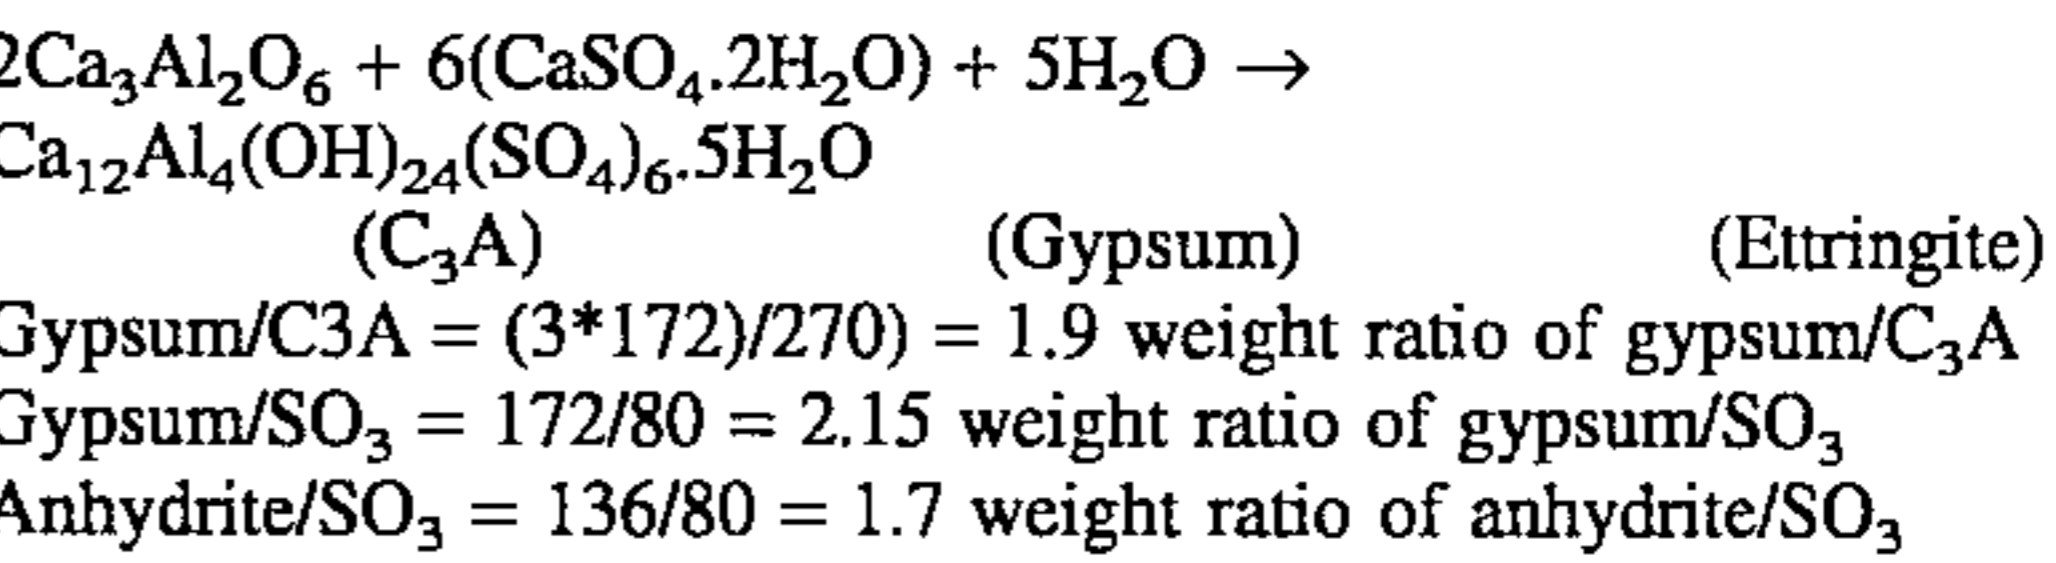 2Ca₃Al₂O₆ + 6(CaSO₄.2H₂O) + 5H₂O →
Ca₁₂Al₄(OH)₂₄(SO₄)₆.5H₂O
(C₃A) (Gypsum) (Ettringite)
Gypsum/C3A = (3*172)/270) = 1.9 weight ratio of gypsum/C₃A
Gypsum/SO₃ = 172/80 = 2.15 weight ratio of gypsum/SO₃
Anhydrite/SO₃ = 136/80 = 1.7 weight ratio of anhydrite/SO₃